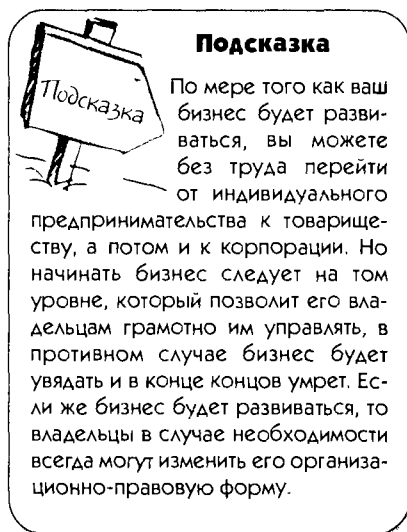 Подсказка
Подсказка
По мере того как ваш
бизнес будет разви-
ваться, вы можете
без труда перейти
от индивидуального
предпринимательства к товарище-
ству, а потом и к корпорации. Но
начинать бизнес следует на том
уровне, который позволит его вла-
дельцам грамотно им управлять, в
противном случае бизнес будет
увядать и в конце концов умрет. Ес-
ли же бизнес будет развиваться, то
владельцы в случае необходимости
всегда могут изменить его организа-
ционно-правовую форму.